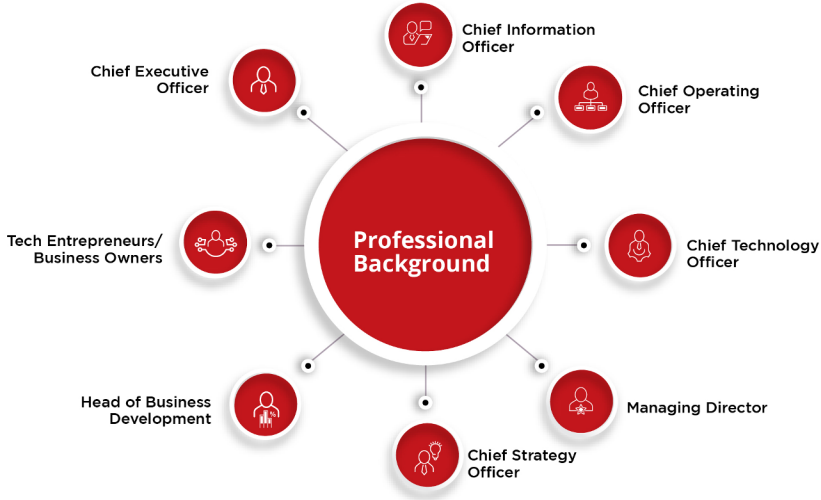 Chief Information
Officer
Chief Executive
Officer
Chief Operating
Officer
Professional
Background
Tech Entrepreneurs/
Business Owners
Chief Technology
Officer
Head of Business
Development
%
Managing Director
Chief Strategy
Officer